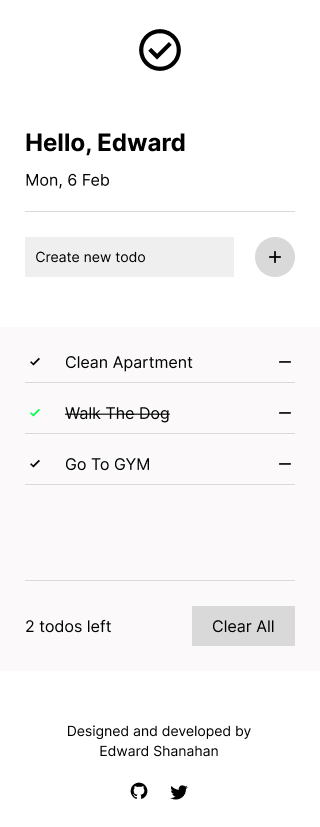 Hello, Edward
Mon, 6 Feb
Create new todo
Clean Apartment
Walk The Dog
Go To GYM
2 todos left
Clear All
Designed and developed by
Edward Shanahan